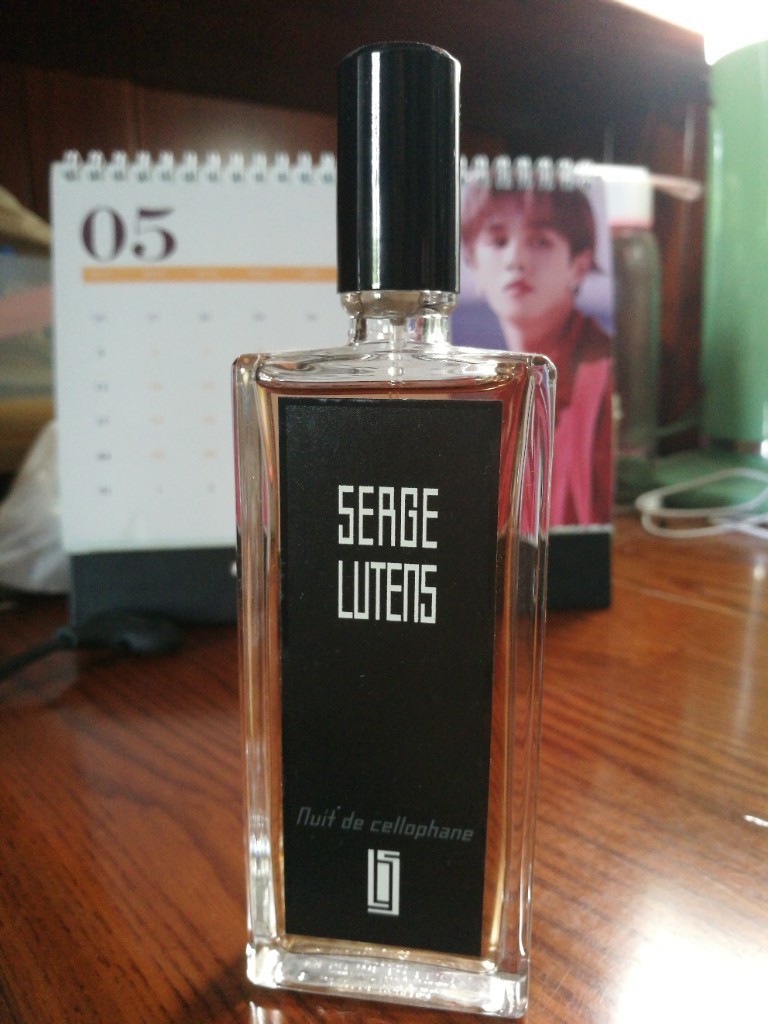 05
SERGE
LUTENS
Nuit de cellophane